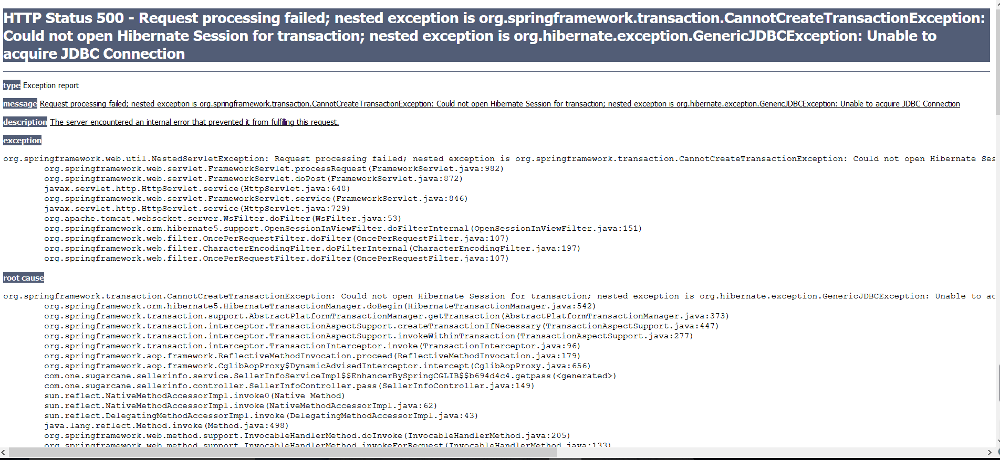 HTTP Status 500 - Request processing failed; nested exception is org.springframework.transaction.CannotCreateTransactionException:
Could not open Hibernate Session for transaction; nested exception is org.hibernate.exception.GenericJDBCException: Unable to
acquire JDBC Connection
type Exception report
message Request processing failed; nested exception is org.springframework.transaction.CannotCreateTransactionException: Could not open Hibernate Session for transaction; nested exception is org.hibernate.exception.GenericJDBCException: Unable to acquire JDBC Connection
description The server encountered an internal error that prevented it from fulfilling this request.
exception
org.springframework.web.util.NestedServletException: Request processing failed; nested exception is org.springframework.transaction.CannotCreateTransactionException: Could not open Hibernate Ses
org.springframework.web.servlet.FrameworkServlet.processRequest(FrameworkServlet.java:982)
org.springframework.web.servlet.FrameworkServlet.doPost(FrameworkServlet.java:872)
javax.servlet.http.HttpServlet.service(HttpServlet.java:648)
org.springframework.web.servlet.FrameworkServlet.service(FrameworkServlet.java:846)
javax.servlet.http.HttpServlet.service(HttpServlet.java:729)
org.apache.tomcat.websocket.server.WsFilter.doFilter(WsFilter.java:53)
org.springframework.orm.hibernate5.support.OpenSessionInViewFilter.doFilterInternal(OpenSessionInViewFilter.java:151)
org.springframework.web.filter.OncePerRequestFilter.doFilter(OncePerRequestFilter.java:107)
org.springframework.web.filter.CharacterEncodingFilter.doFilterInternal(CharacterEncodingFilter.java:197)
org.springframework.web.filter.OncePerRequestFilter.doFilter(OncePerRequestFilter.java:107)
root cause
org.springframework.transaction.CannotCreateTransactionException: Could not open Hibernate Session for transaction; nested exception is org.hibernate.exception.GenericJDBCException: Unable to ac
org.springframework.orm.hibernate5.HibernateTransactionManager.doBegin(HibernateTransactionManager.java:542)
org.springframework.transaction.support.AbstractPlatformTransactionManager.getTransaction(AbstractPlatformTransactionManager.java:373)
org.springframework.transaction.interceptor.TransactionAspectSupport.createTransactionIfNecessary(TransactionAspectSupport.java:447)
org.springframework.transaction.interceptor.TransactionAspectSupport.invokeWithinTransaction(TransactionAspectSupport.java:277)
org.springframework.transaction.interceptor.TransactionInterceptor.invoke(TransactionInterceptor.java:96)
org.springframework.aop.framework.ReflectiveMethodInvocation.proceed(ReflectiveMethodInvocation.java:179)
org.springframework.aop.framework.CglibAopProxy$DynamicAdvisedInterceptor.intercept(CglibAopProxy.java:656)
com.one.sugarcane.sellerinfo.service.SellerInfoServiceImpl$$EnhancerBySpringCGLIB$$b694d4c4.getpass(<generated>)
com.one.sugarcane.sellerinfo.controller.SellerInfoController.pass(SellerInfoController.java:149)
sun.reflect.NativeMethodAccessorImpl.invoke0(Native Method)
sun.reflect.NativeMethodAccessorImpl.invoke(NativeMethodAccessorImpl.java:62)
sun.reflect.DelegatingMethodAccessorImpl.invoke(DelegatingMethodAccessorImpl.java:43)
java.lang.reflect.Method.invoke(Method.java:498)
org.springframework.web.method.support.InvocableHandlerMethod.doInvoke(InvocableHandlerMethod.java:205)
org.springframework.web.method.support.InvocableHandlerMethod.invokeForRequest(InvocableHandlerMethod.java:133)